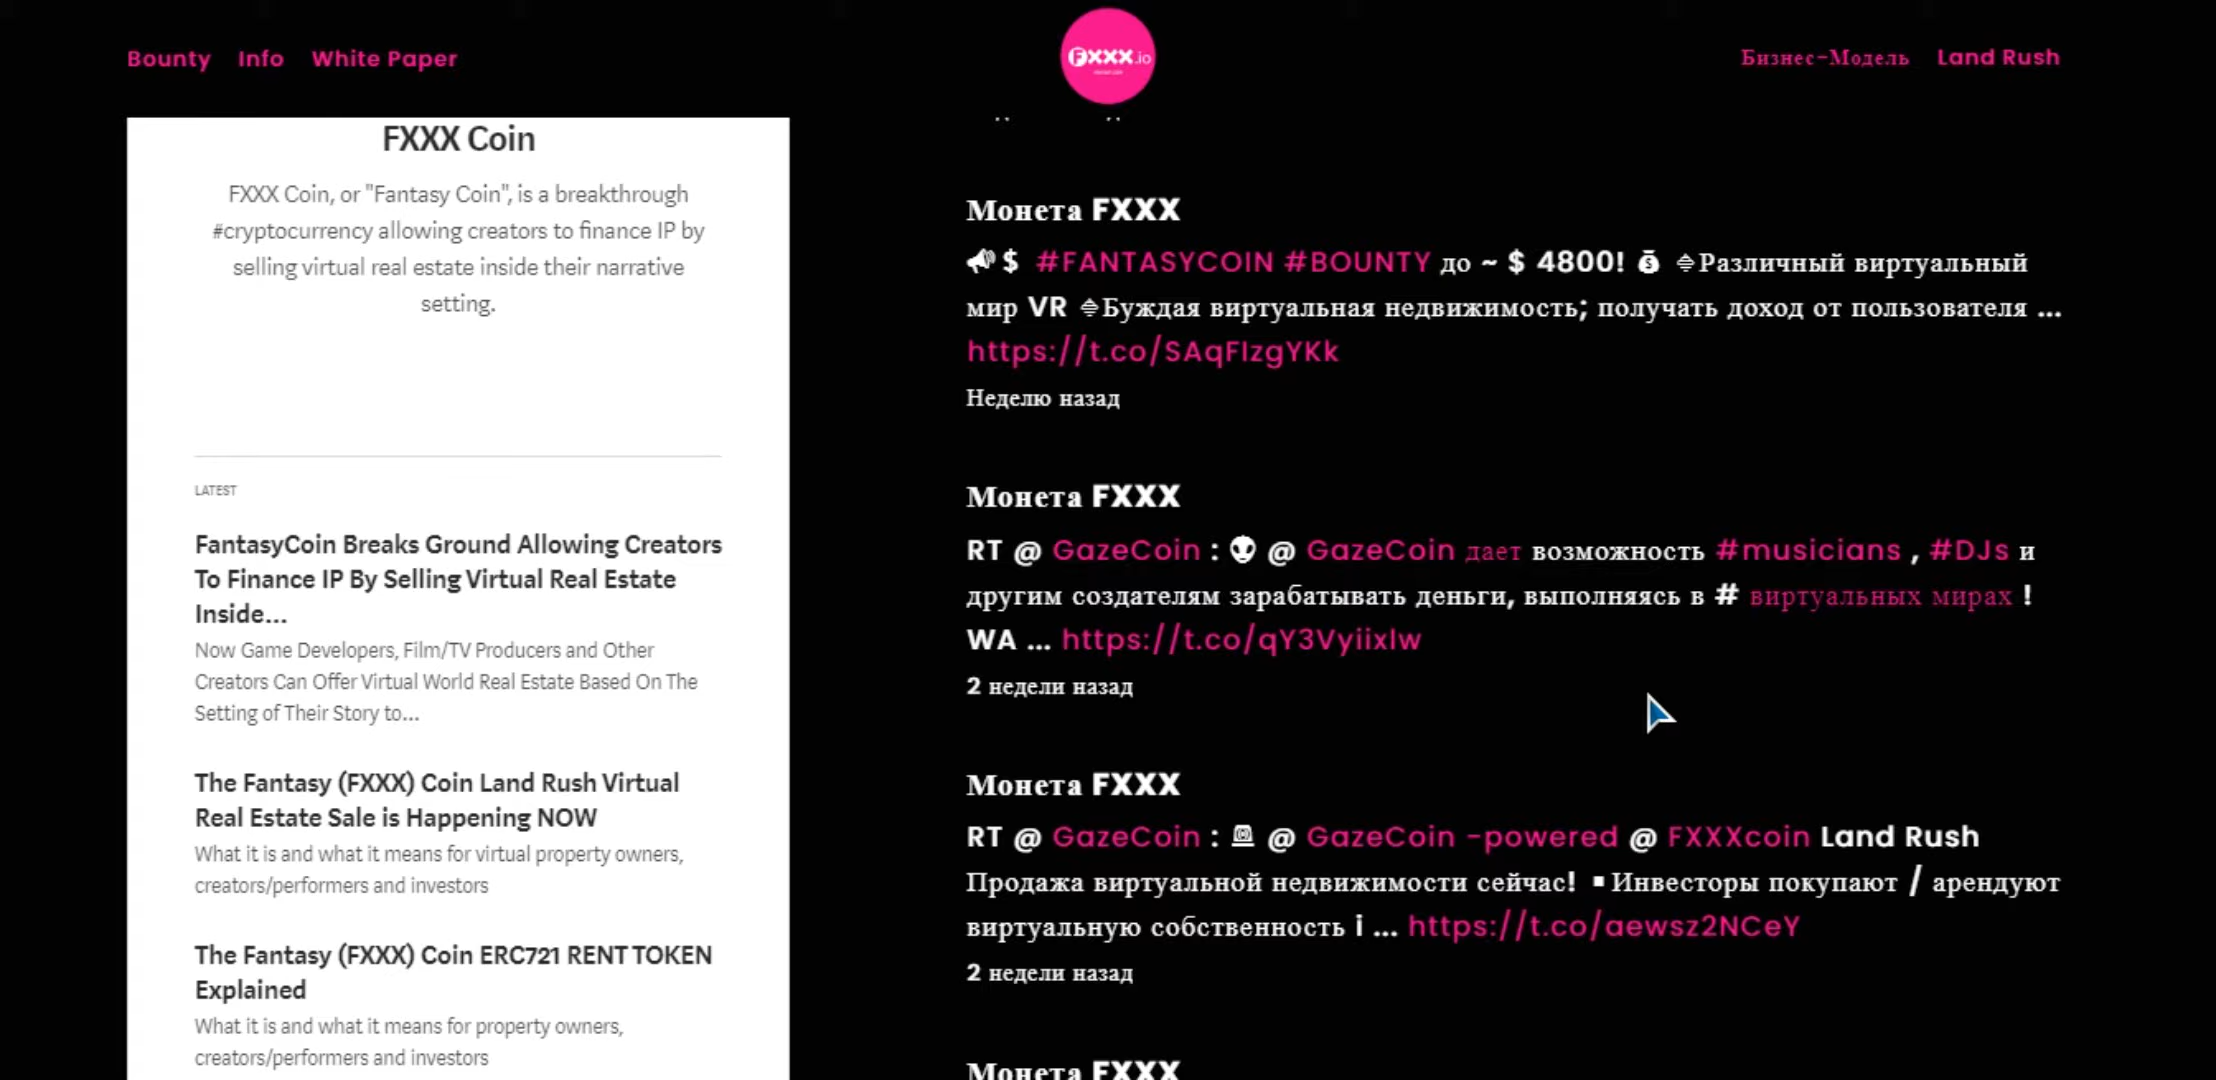 Bounty Info White Paper
FXXX.io
Бизнес-Модель Land Rush
FXXX Coin
FXXX Coin, or "Fantasy Coin", is a breakthrough
#cryptocurrency allowing creators to finance IP by
selling virtual real estate inside their narrative
setting.
LATEST
FantasyCoin Breaks Ground Allowing Creators
To Finance IP By Selling Virtual Real Estate
Inside...
Now Game Developers, Film/TV Producers and Other
Creators Can Offer Virtual World Real Estate Based On The
Setting of Their Story to...
The Fantasy (FXXX) Coin Land Rush Virtual
Real Estate Sale is Happening NOW
What it is and what it means for virtual property owners,
creators/performers and investors
The Fantasy (FXXX) Coin ERC721 RENT TOKEN
Explained
What it is and what it means for property owners,
creators/performers and investors
Монета FXXX
$ #FANTASYCOIN #BOUNTY до ~ $ 4800! Различный виртуальный
мир VR Буждая виртуальная недвижимость; получать доход от пользователя ...
https://t.co/SAqFIzgYKk
Неделю назад
Монета FXXX
RT @ GazeCoin : @ GazeCoin дает возможность #musicians , #DJs и
другим создателям зарабатывать деньги, выполняясь в # виртуальных мирах !
WA ... https://t.co/qY3Vyiixlw
2 недели назад
Монета FXXX
RT @ GazeCoin : @ GazeCoin -powered @ FXXXcoin Land Rush
Продажа виртуальной недвижимости сейчас! ▪Инвесторы покупают / арендуют
виртуальную собственность i ... https://t.co/aewsz2NCeY
2 недели назад
Монета FXXX